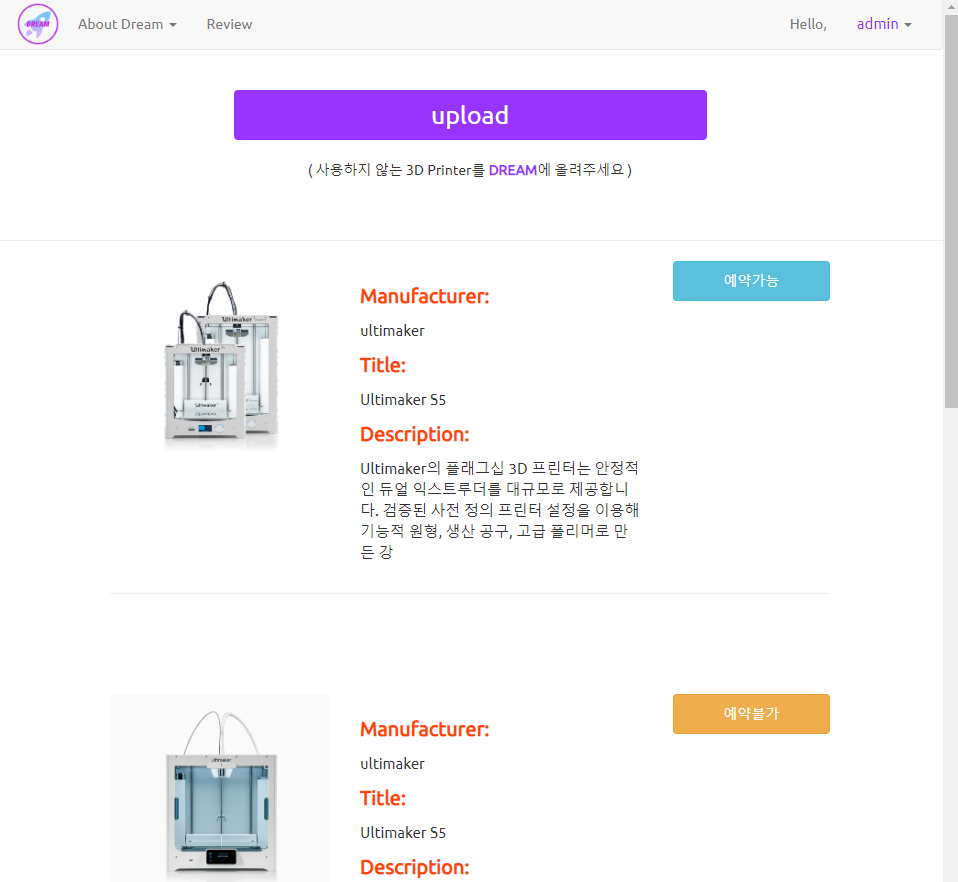 DREAM
About Dream
Review
Hello,
admin
upload
( 사용하지 않는 3D Printer를 DREAM에 올려주세요 )
Ultimaker
Ultimaker
Ultimaker
Manufacturer:
ultimaker
Title:
Ultimaker S5
Description:
Ultimaker의 플래그십 3D 프린터는 안정적
인 듀얼 익스트루더를 대규모로 제공합니
다. 검증된 사전 정의 프린터 설정을 이용해
기능적 원형, 생산 공구, 고급 폴리머로 만
든 강
예약가능
Ultimaker
Manufacturer:
ultimaker
Title:
Ultimaker S5
Description:
예약불가